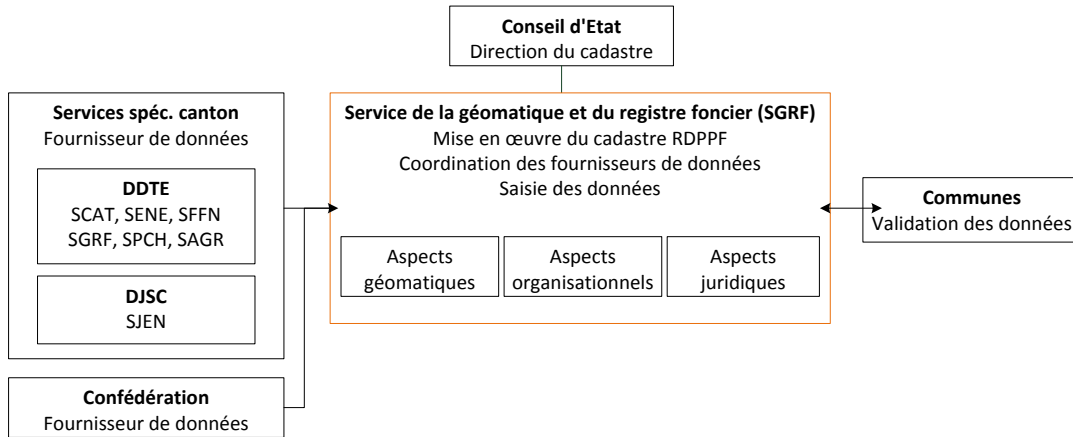 Conseil d'Etat
Direction du cadastre
Services spéc. canton
Fournisseur de données
DDTE
SCAT, SENE, SFFN
SGRF, SPCH, SAGR
DJSC
SJEN
Confédération
Fournisseur de données
Service de la géomatique et du registre foncier (SGRF)
Mise en œuvre du cadastre RDPPF
Coordination des fournisseurs de données
Saisie des données
Aspects
géomatiques
Aspects
organisationnels
Aspects
juridiques
Communes
Validation des données